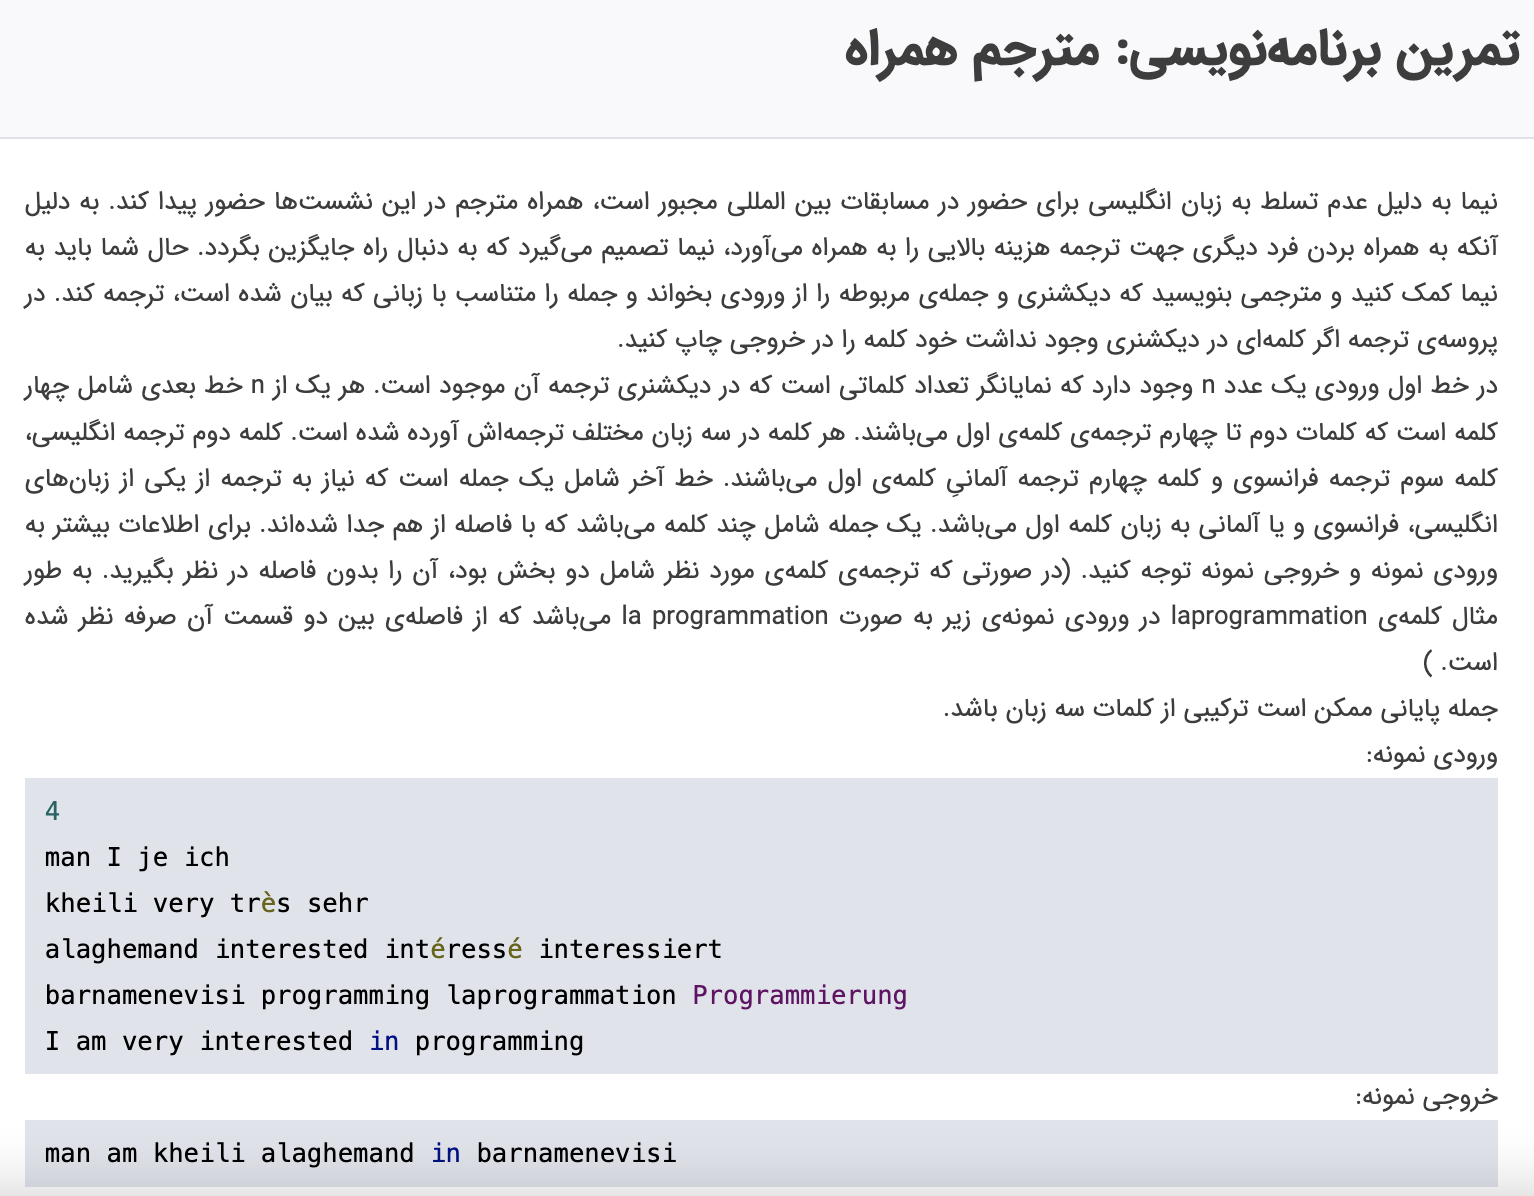 تمرین برنامه‌نویسی: مترجم همراه
نیما به دلیل عدم تسلط به زبان انگلیسی برای حضور در مسابقات بین المللی مجبور است، همراه مترجم در این نشست‌ها حضور پیدا کند. به دلیل
آنکه به همراه بردن فرد دیگری جهت ترجمه هزینه بالایی را به همراه می‌آورد، نیما تصمیم می‌گیرد که به دنبال راه جایگزین بگردد. حال شما باید به
نیما کمک کنید و مترجمی بنویسید که دیکشنری و جمله‌ی مربوطه را از ورودی بخواند و جمله را متناسب با زبانی که بیان شده است، ترجمه کند. در
پروسه‌ی ترجمه اگر کلمه‌ای در دیکشنری وجود نداشت خود کلمه را در خروجی چاپ کنید.
در خط اول ورودی یک عدد n وجود دارد که نمایانگر تعداد کلماتی است که در دیکشنری ترجمه آن موجود است. هر یک از n خط بعدی شامل چهار
کلمه است که کلمات دوم تا چهارم ترجمه‌ی کلمه‌ی اول می‌باشند. هر کلمه در سه زبان مختلف ترجمه‌اش آورده شده است. کلمه دوم ترجمه انگلیسی،
کلمه سوم ترجمه فرانسوی و کلمه چهارم ترجمه آلمانیِ کلمه‌ی اول می‌باشند. خط آخر شامل یک جمله است که نیاز به ترجمه از یکی از زبان‌های
انگلیسی، فرانسوی و یا آلمانی به زبان کلمه اول می‌باشد. یک جمله شامل چند کلمه می‌باشد که با فاصله از هم جدا شده‌اند. برای اطلاعات بیشتر به
ورودی نمونه و خروجی نمونه توجه کنید. (در صورتی که ترجمه‌ی کلمه‌ی مورد نظر شامل دو بخش بود، آن را بدون فاصله در نظر بگیرید. به طور
مثال کلمه‌ی laprogrammation در ورودی نمونه‌ی زیر به صورت la programmation می‌باشد که از فاصله‌ی بین دو قسمت آن صرفه نظر شده
است. )
جمله پایانی ممکن است ترکیبی از کلمات سه زبان باشد.
ورودی نمونه:
4
man I je ich
kheili very très sehr
alaghemand interested intéressé interessiert
barnamenevisi programming laprogrammation Programmierung
I am very interested in programming
خروجی نمونه:
man am kheili alaghemand in barnamenevisi